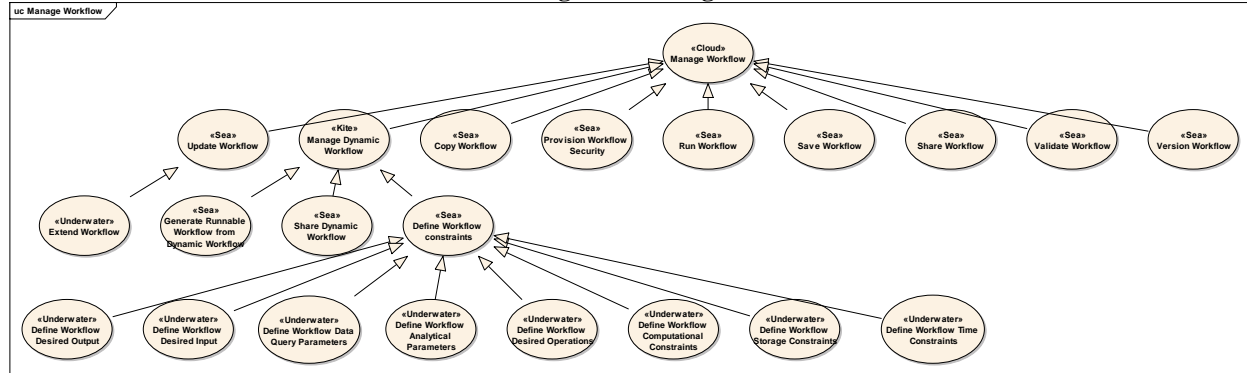 uc Manage Workflow
«Cloud»
Manage Workflow
«Sea»
Update Workflow
«Kite»
Manage Dynamic
Workflow
«Sea»
Copy Workflow
«Sea»
Provision Workflow
Security
«Sea»
Run Workflow
«Sea»
Save Workflow
«Sea»
Share Workflow
«Sea»
Validate Workflow
«Sea»
Version Workflow
«Underwater»
Extend Workflow
«Sea»
Generate Runnable
Workflow from
Dynamic Workflow
«Sea»
Share Dynamic
Workflow
«Sea»
Define Workflow
constraints
«Underwater»
Define Workflow
Desired Output
«Underwater»
Define Workflow
Desired Input
«Underwater»
Define Workflow Data
Query Parameters
«Underwater»
Define Workflow
Analytical
Parameters
«Underwater»
Define Workflow
Desired Operations
«Underwater»
Define Workflow
Computational
Constraints
«Underwater»
Define Workflow
Storage Constraints
«Underwater»
Define Workflow Time
Constraints